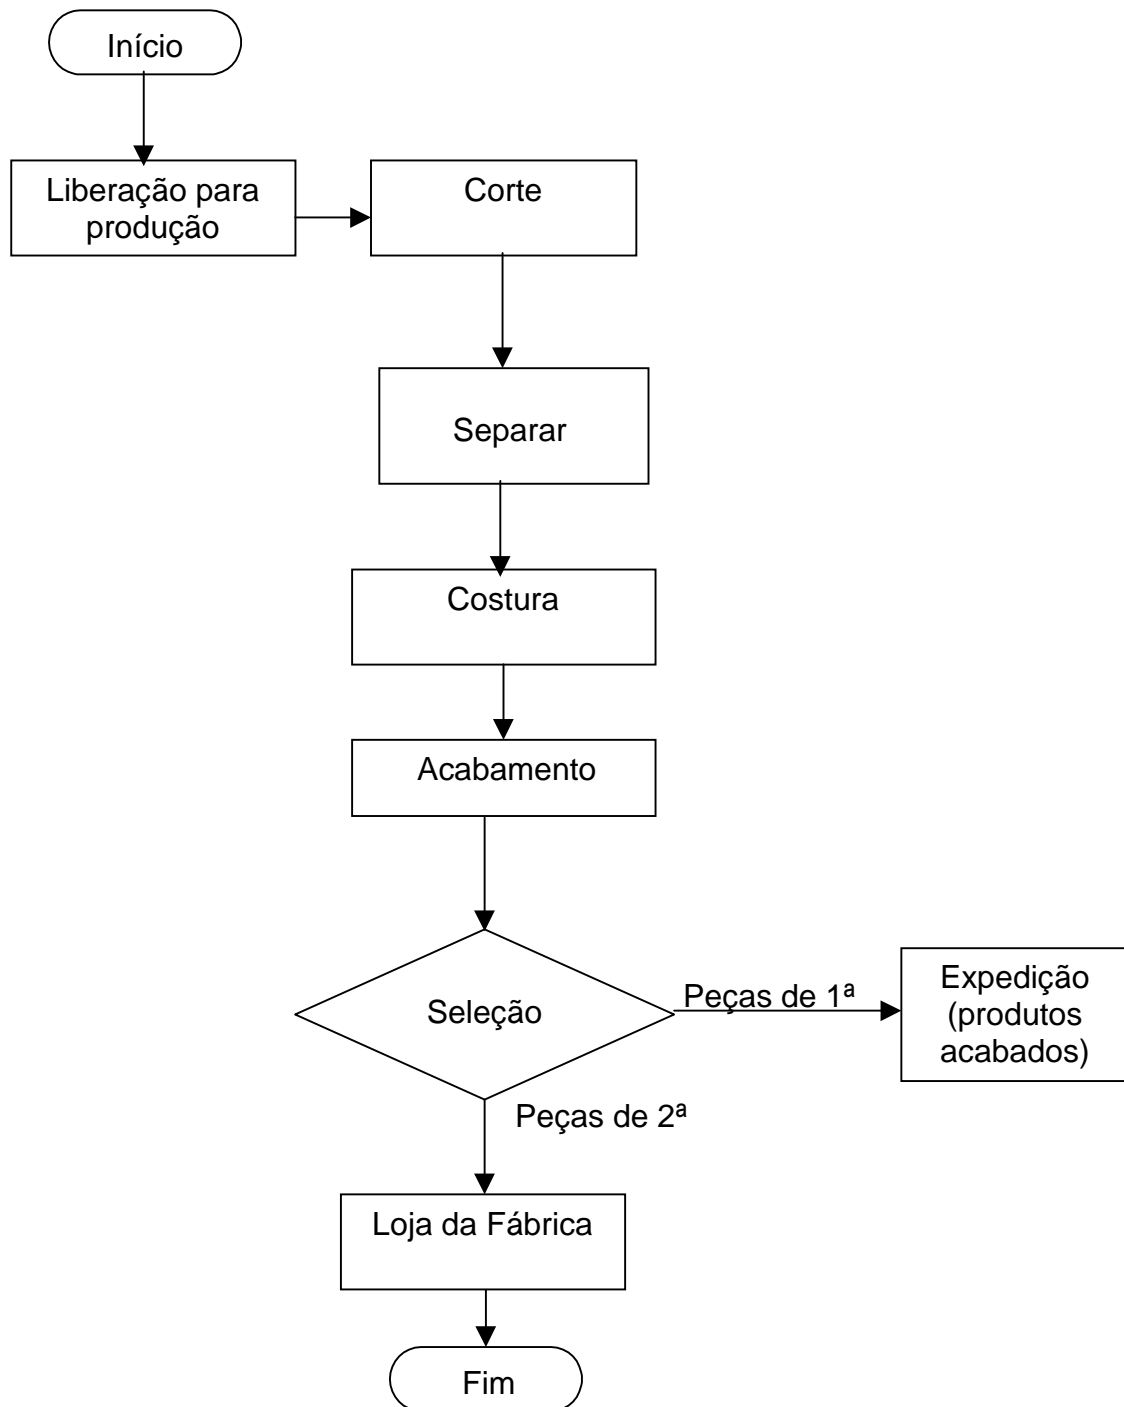 Início
Liberação para
produção
Corte
Separar
Costura
Acabamento
Seleção
Peças de 1ª
Expedição
(produtos
acabados)
Peças de 2ª
Loja da Fábrica
Fim